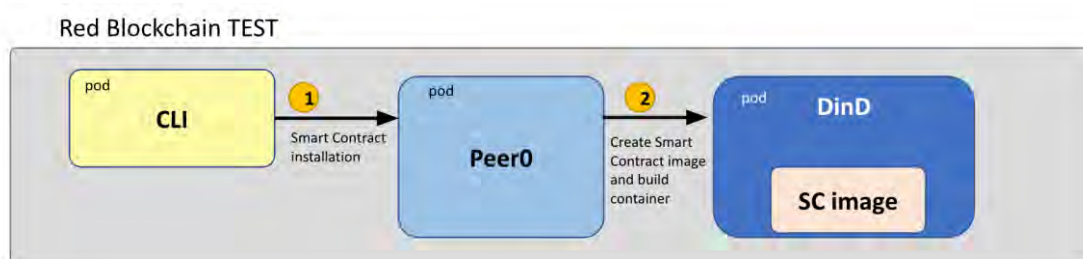 Red Blockchain TEST
pod
CLI
1
Smart Contract
installation
pod
Peer0
2
Create Smart
Contract image
and build
container
pod
DinD
SC image